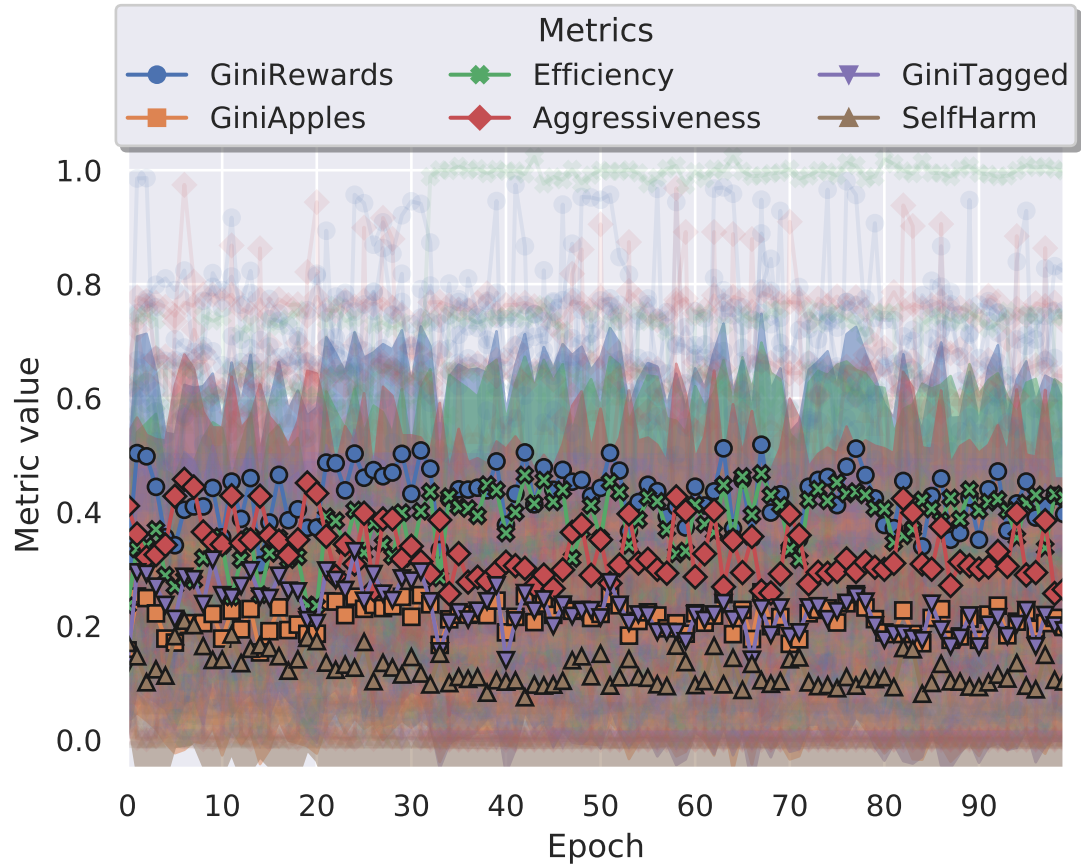 Metrics
GiniRewards Efficiency GiniTagged
GiniApples Aggressiveness SelfHarm
1.0
0.8
0.6
0.4
0.2
0.0
Metric value
0 10 20 30 40 50 60 70 80 90
Epoch